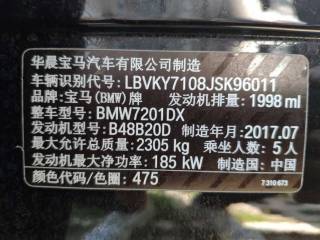 华晨宝马汽车有限公司制造
车辆识别代号: LBVKY7108JSK96011
品牌:宝马(BMW)牌 发动机排量: 1998 ml
整车型号: BMW7201DX
发动机型号: B48B20D 制造年月:2017.07
最大允许总质量: 2305 kg 乘坐人数: 5人
发动机最大净功率: 185 kW 制造国: 中国
颜色代码/色圈: 475
7 310 673